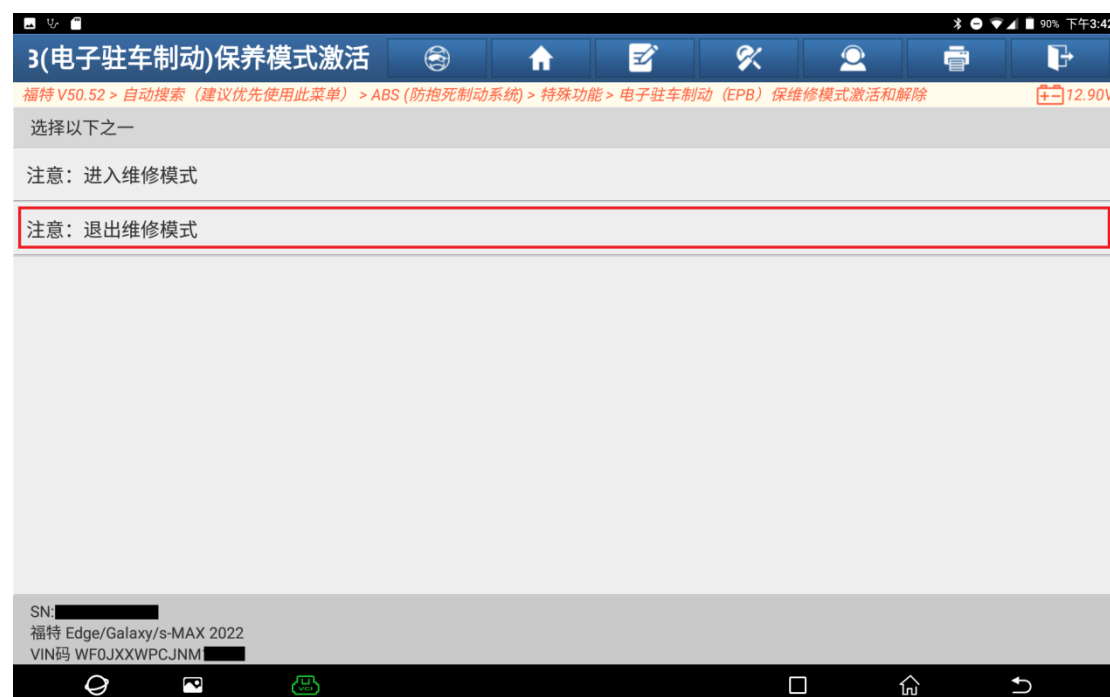 90% 下午3:42
3(电子驻车制动)保养模式激活
福特 V50.52 > 自动搜索（建议优先使用此菜单） > ABS (防抱死制动系统) > 特殊功能 > 电子驻车制动（EPB）保维修模式激活和解除
12.90V
选择以下之一
注意：进入维修模式
注意：退出维修模式
SN:
福特 Edge/Galaxy/s-MAX 2022
VIN码 WF0JXXWPCJNM
VCI